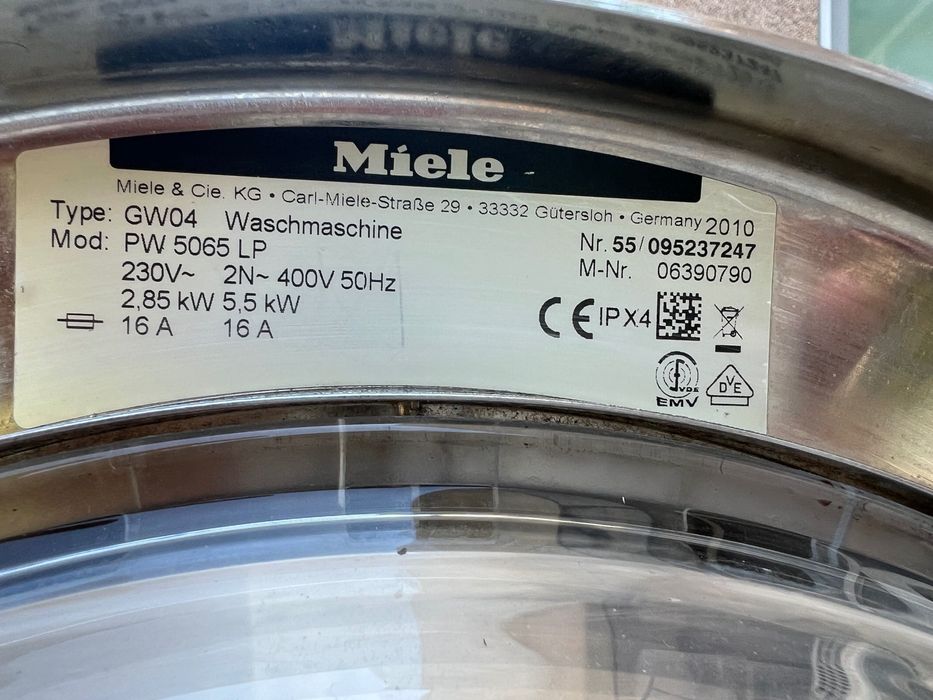 Miele
Miele & Cie. KG • Carl-Miele-Straße 29 • 33332 Gütersloh • Germany 2010
Type: GW04 Waschmaschine
Mod: PW 5065 LP
230V~ 2N~ 400V 50Hz
2,85 kW 5,5 kW
16 A 16 A
Nr. 55/095237247
M-Nr. 06390790
CE IPX4
VDE
EMV
DVE